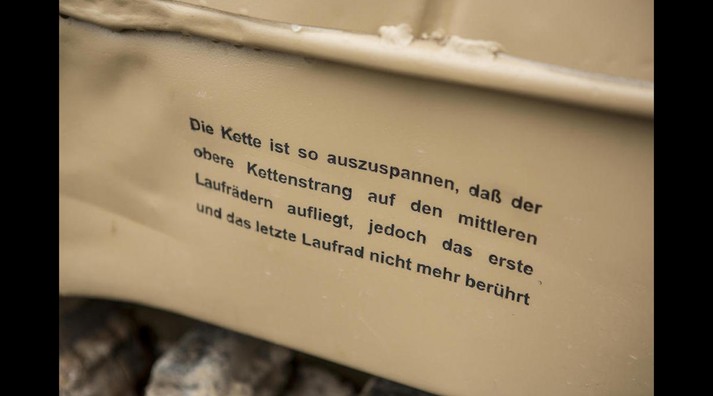 Die Kette ist so auszuspannen, daß der
obere Kettenstrang auf den mittleren
Laufrädern aufliegt, jedoch das erste
und das letzte Laufrad nicht mehr berührt